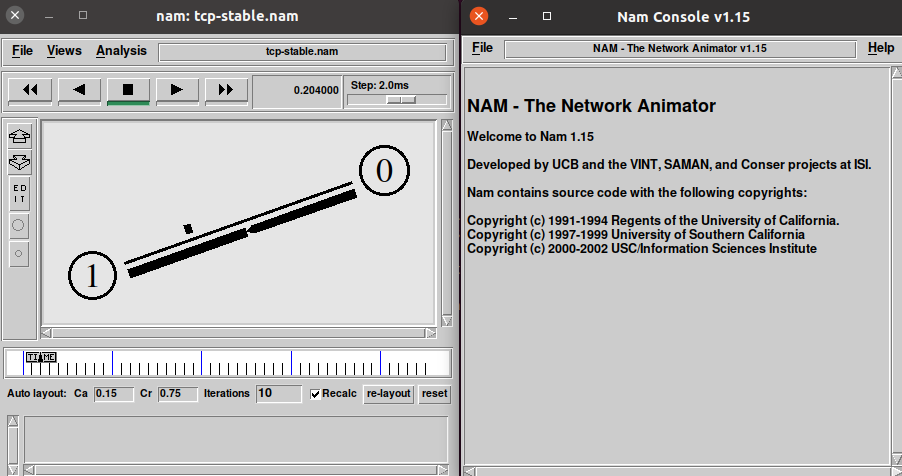 nam: tcp-stable.nam
File Views Analysis tcp-stable.nam
0.204000 Step: 2.0ms
ED
IT
0
1
TIME
Auto layout: Ca 0.15 Cr 0.75 Iterations 10 Recalc re-layout reset
Nam Console v1.15
File NAM - The Network Animator v1.15 Help
NAM - The Network Animator
Welcome to Nam 1.15
Developed by UCB and the VINT, SAMAN, and Conser projects at ISI.
Nam contains source code with the following copyrights:
Copyright (c) 1991-1994 Regents of the University of California.
Copyright (c) 1997-1999 University of Southern California
Copyright (c) 2000-2002 USC/Information Sciences Institute